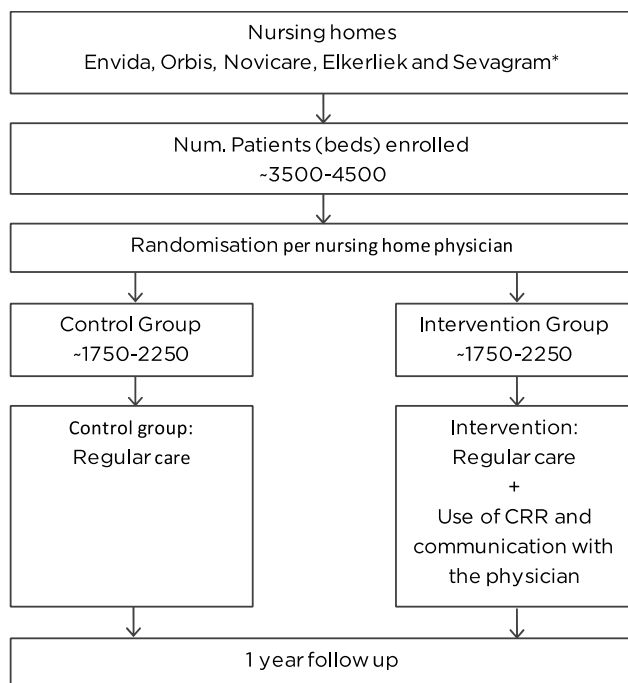 Nursing homes
Envida, Orbis, Novicare, Elkerliek and Sevagram*
Num. Patients (beds) enrolled
~3500-4500
Randomisation per nursing home physician
Control Group
~1750-2250
Intervention Group
~1750-2250
Control group:
Regular care
Intervention:
Regular care
+
Use of CRR and
communication with
the physician
1 year follow up